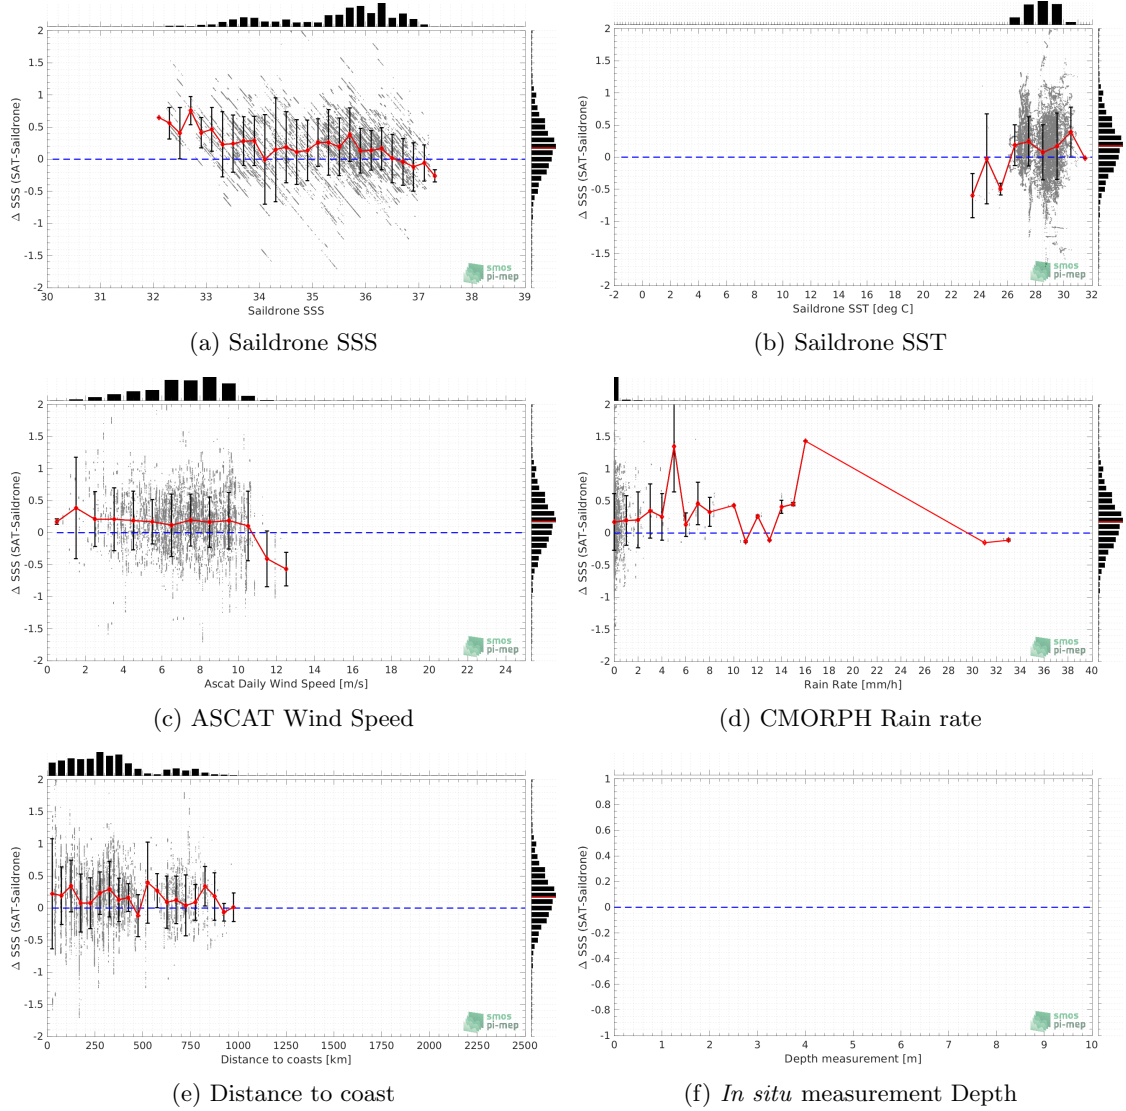 2
1.5
1
0.5
0
-0.5
-1
-1.5
-2
Δ SSS (SAT-Saildrone)
smos
pi-mep
30 31 32 33 34 35 36 37 38 39
Saildrone SSS
(a) Saildrone SSS
2
1.5
1
0.5
0
-0.5
-1
-1.5
-2
Δ SSS (SAT-Saildrone)
smos
pi-mep
-2 0 2 4 6 8 10 12 14 16 18 20 22 24 26 28 30 32
Saildrone SST [deg C]
(b) Saildrone SST
2
1.5
1
0.5
0
-0.5
-1
-1.5
-2
Δ SSS (SAT-Saildrone)
smos
pi-mep
0 2 4 6 8 10 12 14 16 18 20 22 24
Ascat Daily Wind Speed [m/s]
(c) ASCAT Wind Speed
2
1.5
1
0.5
0
-0.5
-1
-1.5
-2
Δ SSS (SAT-Saildrone)
smos
pi-mep
0 2 4 6 8 10 12 14 16 18 20 22 24 26 28 30 32 34 36 38 40
Rain Rate [mm/h]
(d) CMORPH Rain rate
2
1.5
1
0.5
0
-0.5
-1
-1.5
-2
Δ SSS (SAT-Saildrone)
smos
pi-mep
0 250 500 750 1000 1250 1500 1750 2000 2250 2500
Distance to coasts [km]
(e) Distance to coast
1
0.8
0.6
0.4
0.2
0
-0.2
-0.4
-0.6
-0.8
-1
Δ SSS (SAT-Saildrone)
smos
pi-mep
0 1 2 3 4 5 6 7 8 9 10
Depth measurement [m]
(f) In situ measurement Depth